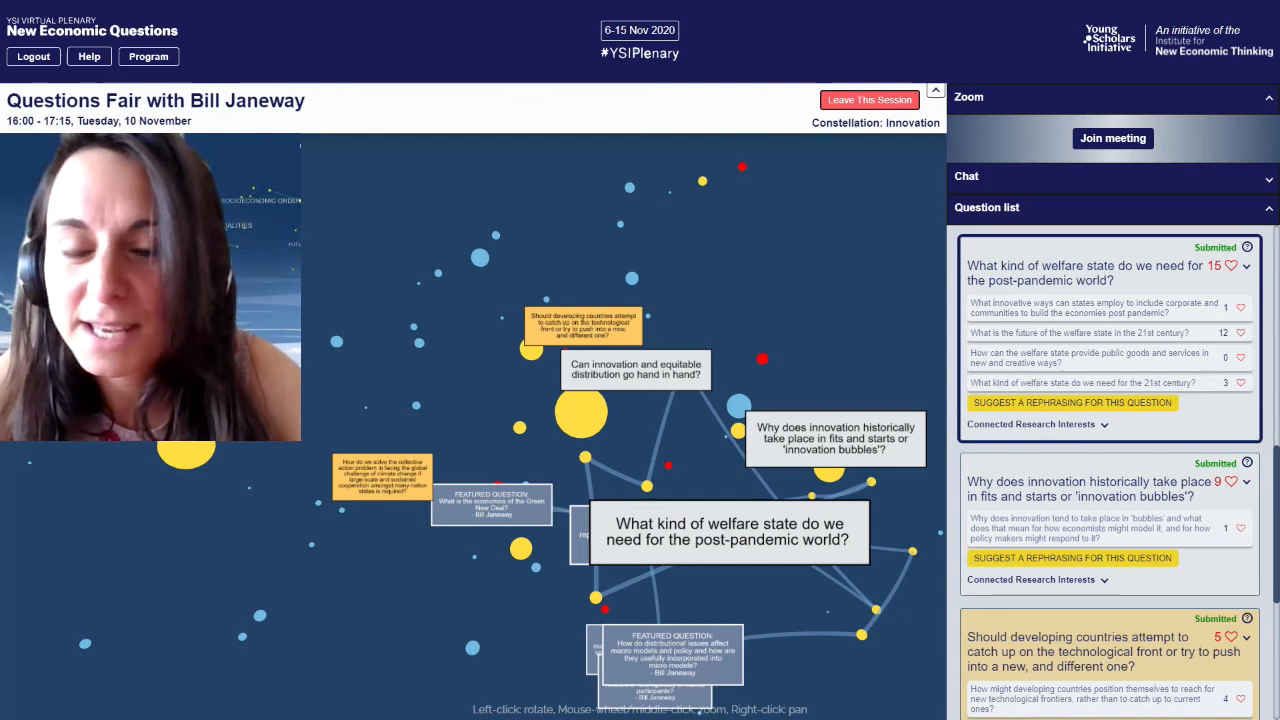 YSI VIRTUAL PLENARY
New Economic Questions
Logout
Help
Program
6-15 Nov 2020
#YSIPlenary
Young
Scholars
Initiative
An initiative of the
Institute for
New Economic Thinking
Questions Fair with Bill Janeway
16:00 - 17:15, Tuesday, 10 November
Leave This Session
Constellation: Innovation
SOCIOECONOMIC ORDER
Should developing countries attempt
to catch up on the technological
front or try to push into a new,
and different one?
Can innovation and equitable
distribution go hand in hand?
Why does innovation historically
take place in fits and starts or
'innovation bubbles'?
How do we solve the collective
action problem in facing the global
challenge of climate change if
large-scale and sustained
cooperation amongst many nation
states is required?
FEATURED QUESTION:
What is the economics of the Green
New Deal?
- Bill Janeway
What kind of welfare state do we
need for the post-pandemic world?
FEATURED QUESTION:
How do distributional issues affect
macro models and policy and how are
they usefully incorporated into
micro models?
- Bill Janeway
participants?
- Bill Janeway
Left-click: rotate, Mouse-wheel/middle-click: zoom, Right-click: pan
Zoom
Join meeting
Chat
Question list
Submitted
What kind of welfare state do we need for 15
the post-pandemic world?
What innovative ways can states employ to include corporate and 1
communities to build the economies post pandemic?
What is the future of the welfare state in the 21st century? 12
How can the welfare state provide public goods and services in 0
new and creative ways?
What kind of welfare state do we need for the 21st century? 3
SUGGEST A REPHRASING FOR THIS QUESTION
Connected Research Interests
Submitted
Why does innovation historically take place 9
in fits and starts or 'innovation bubbles'?
Why does innovation tend to take place in 'bubbles' and what
does that mean for how economists might model it, and for how 1
policy makers might respond to it?
SUGGEST A REPHRASING FOR THIS QUESTION
Connected Research Interests
Submitted
Should developing countries attempt to 5
catch up on the technological front or try to push
into a new, and different one?
How might developing countries position themselves to reach for
new technological frontiers, rather than to catch up to current 4
ones?